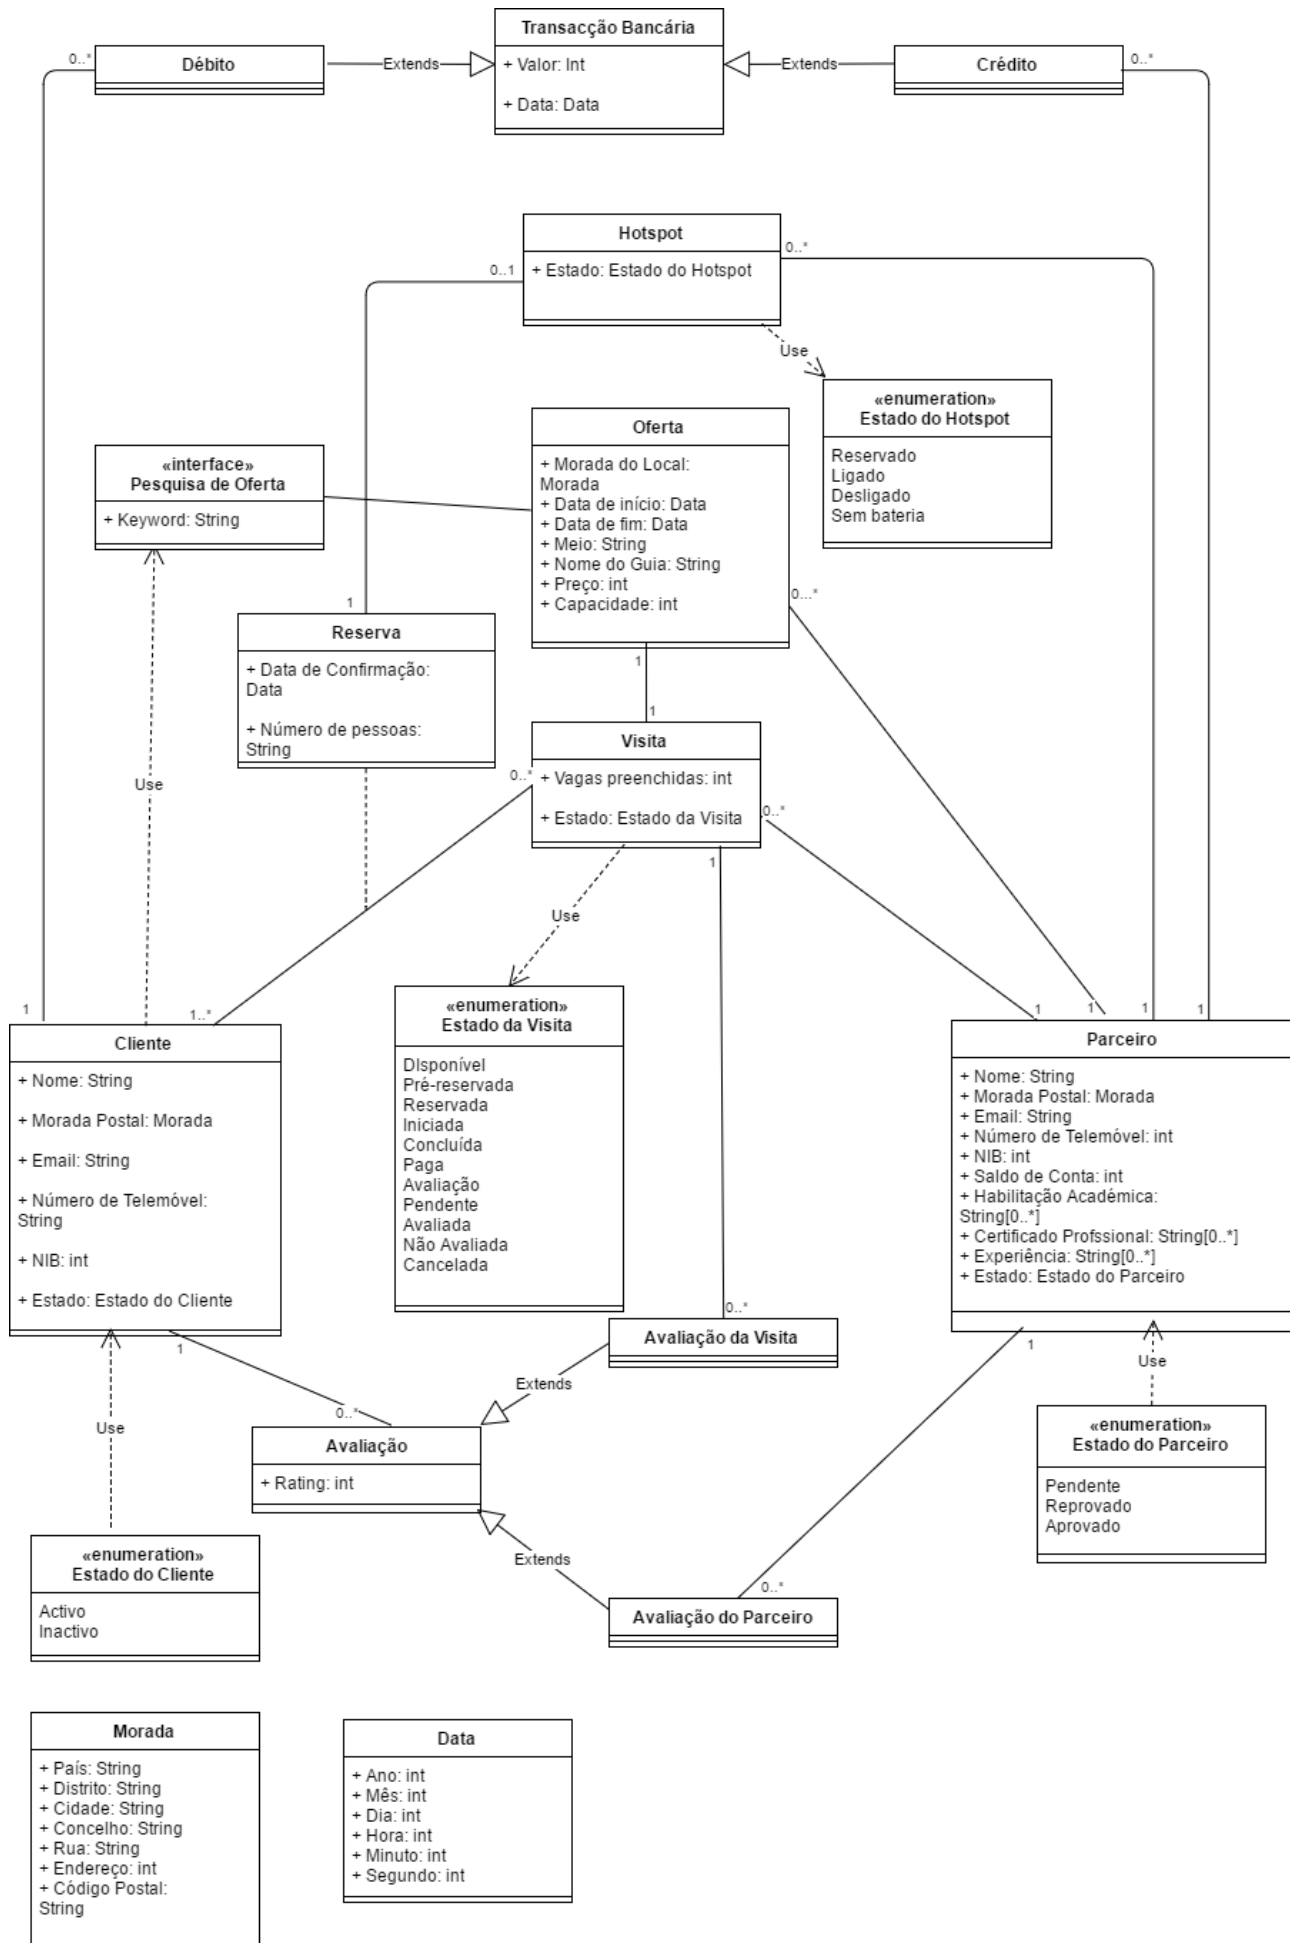 Transacção Bancária
+ Valor: Int
+ Data: Data
0..*
Débito
Extends
Extends
Crédito
0..*
Hotspot
+ Estado: Estado do Hotspot
0..1
0..*
Use
«enumeration»
Estado do Hotspot
Reservado
Ligado
Desligado
Sem bateria
Oferta
+ Morada do Local:
Morada
+ Data de início: Data
+ Data de fim: Data
+ Meio: String
+ Nome do Guia: String
+ Preço: int
+ Capacidade: int
«interface»
Pesquisa de Oferta
+ Keyword: String
0...*
1
Reserva
+ Data de Confirmação:
Data
+ Número de pessoas:
String
1
1
Visita
+ Vagas preenchidas: int
+ Estado: Estado da Visita
Use
0..*
0..*
1
Use
«enumeration»
Estado da Visita
DIsponível
Pré-reservada
Reservada
Iniciada
Concluída
Paga
Avaliação
Pendente
Avaliada
Não Avaliada
Cancelada
1
1..*
Cliente
+ Nome: String
+ Morada Postal: Morada
+ Email: String
+ Número de Telemóvel:
String
+ NIB: int
+ Estado: Estado do Cliente
1
1
1
1
Parceiro
+ Nome: String
+ Morada Postal: Morada
+ Email: String
+ Número de Telemóvel: int
+ NIB: int
+ Saldo de Conta: int
+ Habilitação Académica:
String[0..*]
+ Certificado Profssional: String[0..*]
+ Experiência: String[0..*]
+ Estado: Estado do Parceiro
0..*
Avaliação da Visita
1
1
Use
Extends
0..*
Use
Avaliação
+ Rating: int
«enumeration»
Estado do Parceiro
Pendente
Reprovado
Aprovado
«enumeration»
Estado do Cliente
Activo
Inactivo
Extends
0..*
Avaliação do Parceiro
Morada
+ País: String
+ Distrito: String
+ Cidade: String
+ Concelho: String
+ Rua: String
+ Endereço: int
+ Código Postal:
String
Data
+ Ano: int
+ Mês: int
+ Dia: int
+ Hora: int
+ Minuto: int
+ Segundo: int